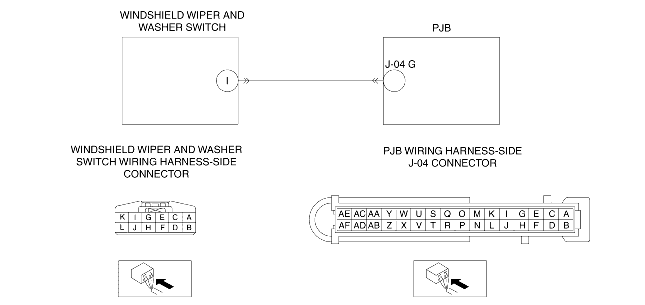 WINDSHIELD WIPER AND
WASHER SWITCH
PJB
I
J-04 G
WINDSHIELD WIPER AND WASHER
SWITCH WIRING HARNESS-SIDE
CONNECTOR
PJB WIRING HARNESS-SIDE
J-04 CONNECTOR
K I G E C A
L J H F D B
AE AC AA Y W U S Q O M K I G E C A
AF AD AB Z X V T R P N L J H F D B